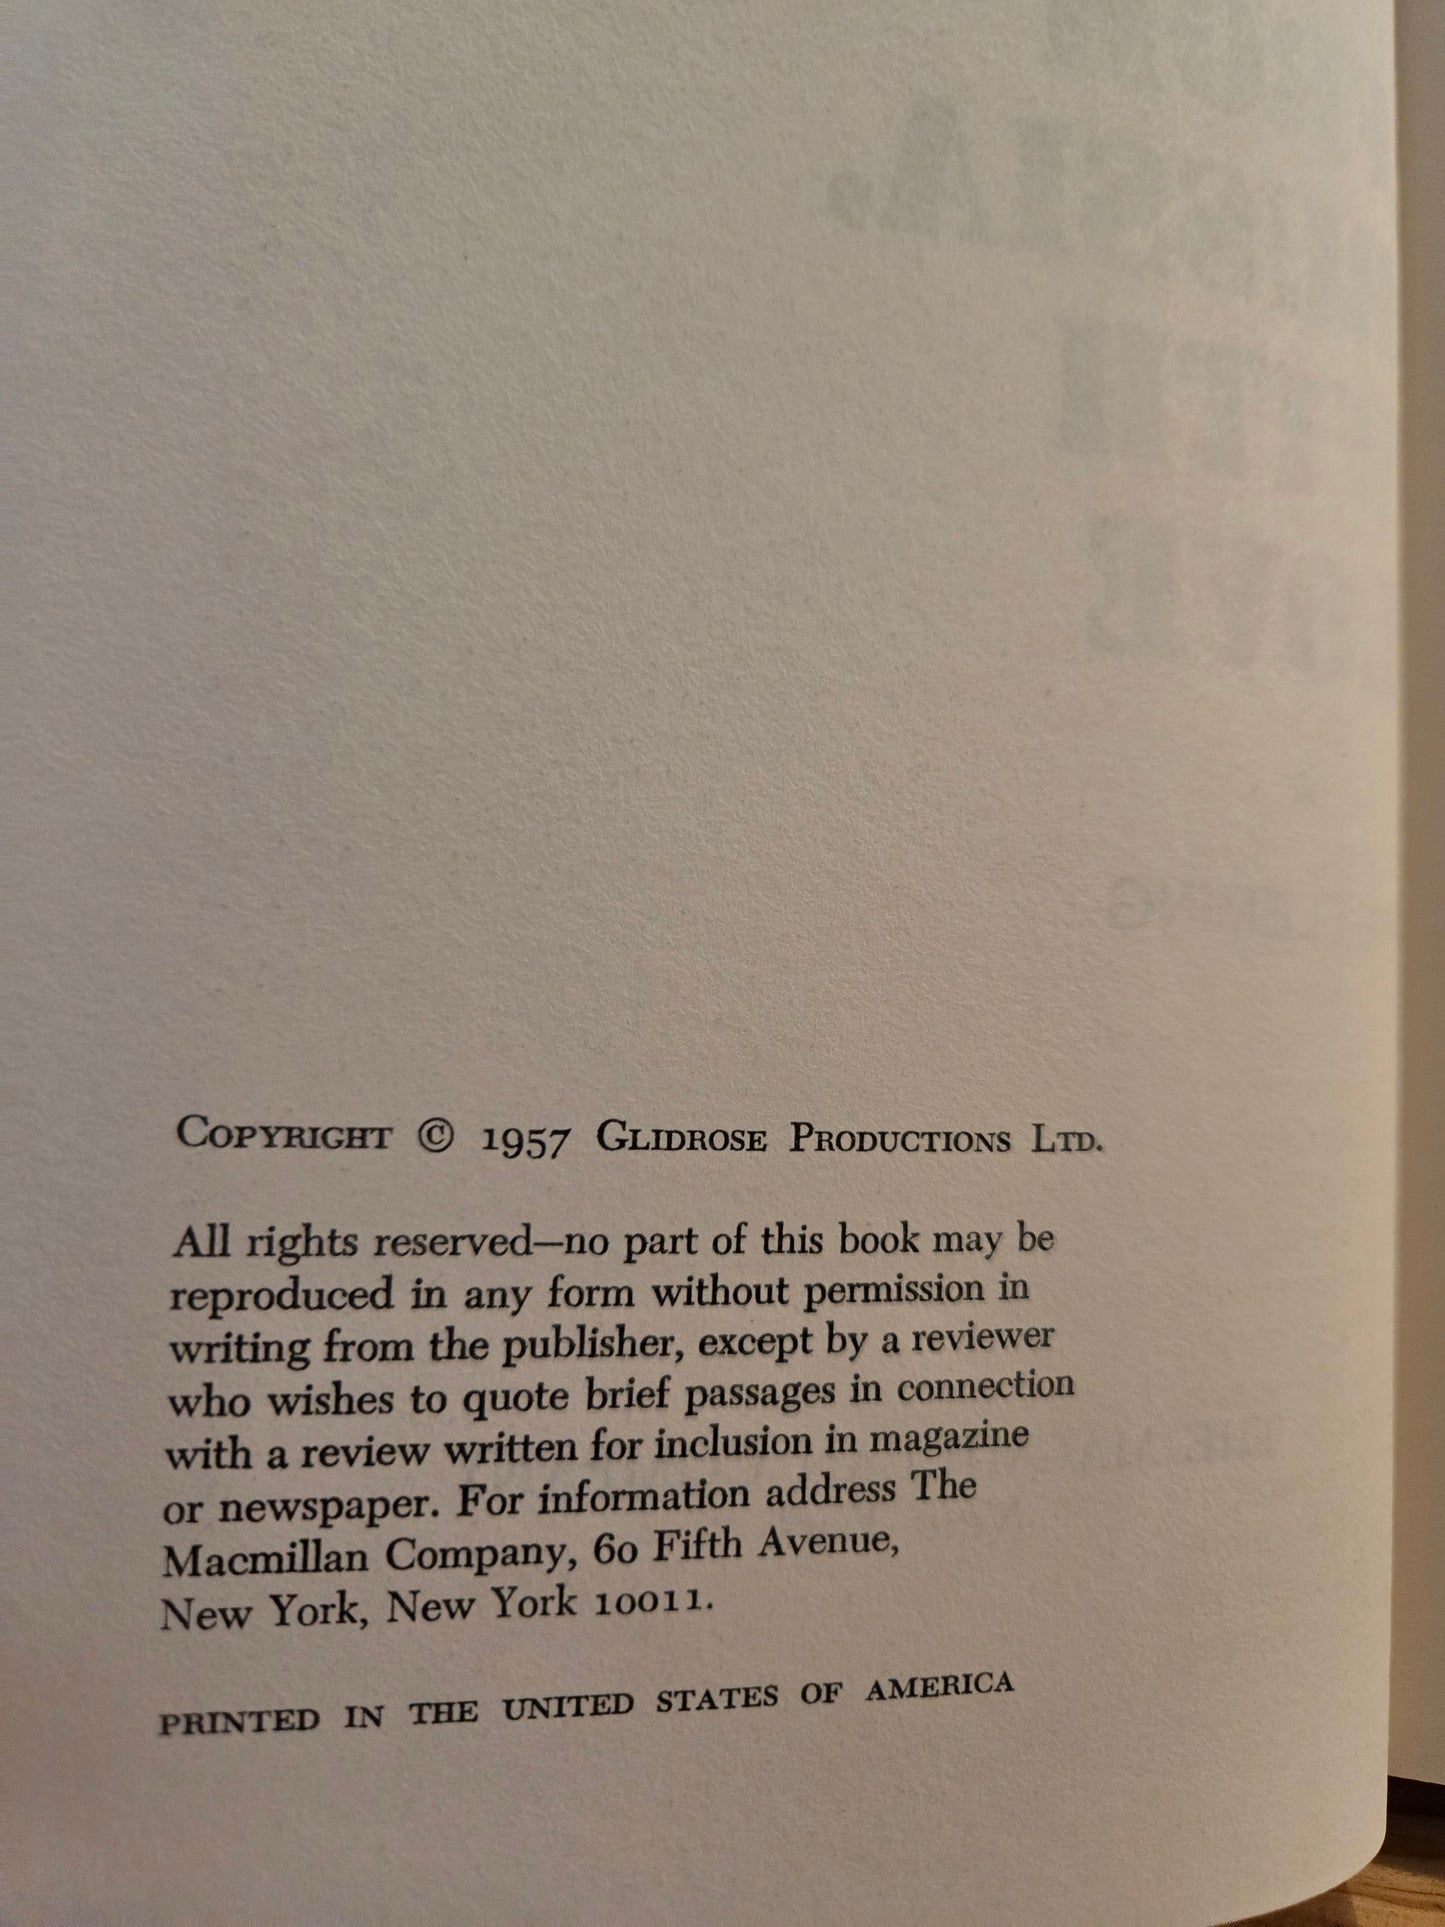 COPYRIGHT © 1957 GLIDROSE PRODUCTIONS LTD.
All rights reserved—no part of this book may be
reproduced in any form without permission in
writing from the publisher, except by a reviewer
who wishes to quote brief passages in connection
with a review written for inclusion in magazine
or newspaper. For information address The
Macmillan Company, 60 Fifth Avenue,
New York, New York 10011.
PRINTED IN THE UNITED STATES OF AMERICA